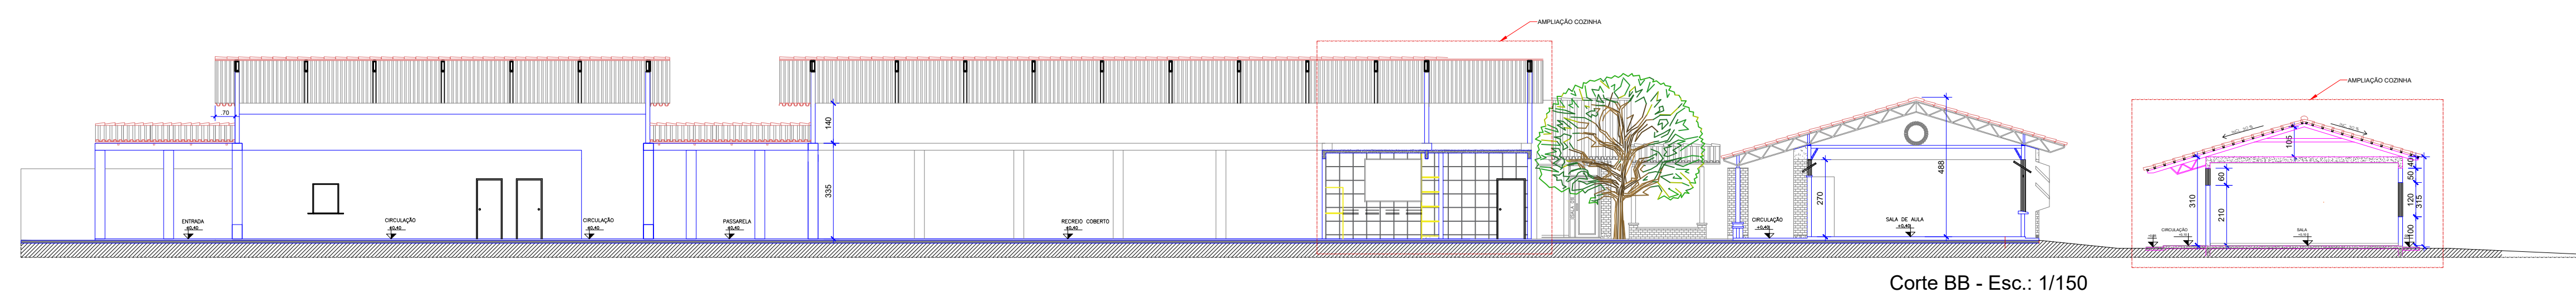 AMPLIAÇÃO COZINHA
AMPLIAÇÃO COZINHA
70
140
335
270
488
105
310
60
210
40
50
120
315
100
ENTRADA
±0,40
CIRCULAÇÃO
±0,40
CIRCULAÇÃO
±0,40
PASSARELA
±0,40
RECREIO COBERTO
±0,40
CIRCULAÇÃO
+0,40
SALA DE AULA
+0,40
CIRCULAÇÃO
SALA
Corte BB - Esc.: 1/150